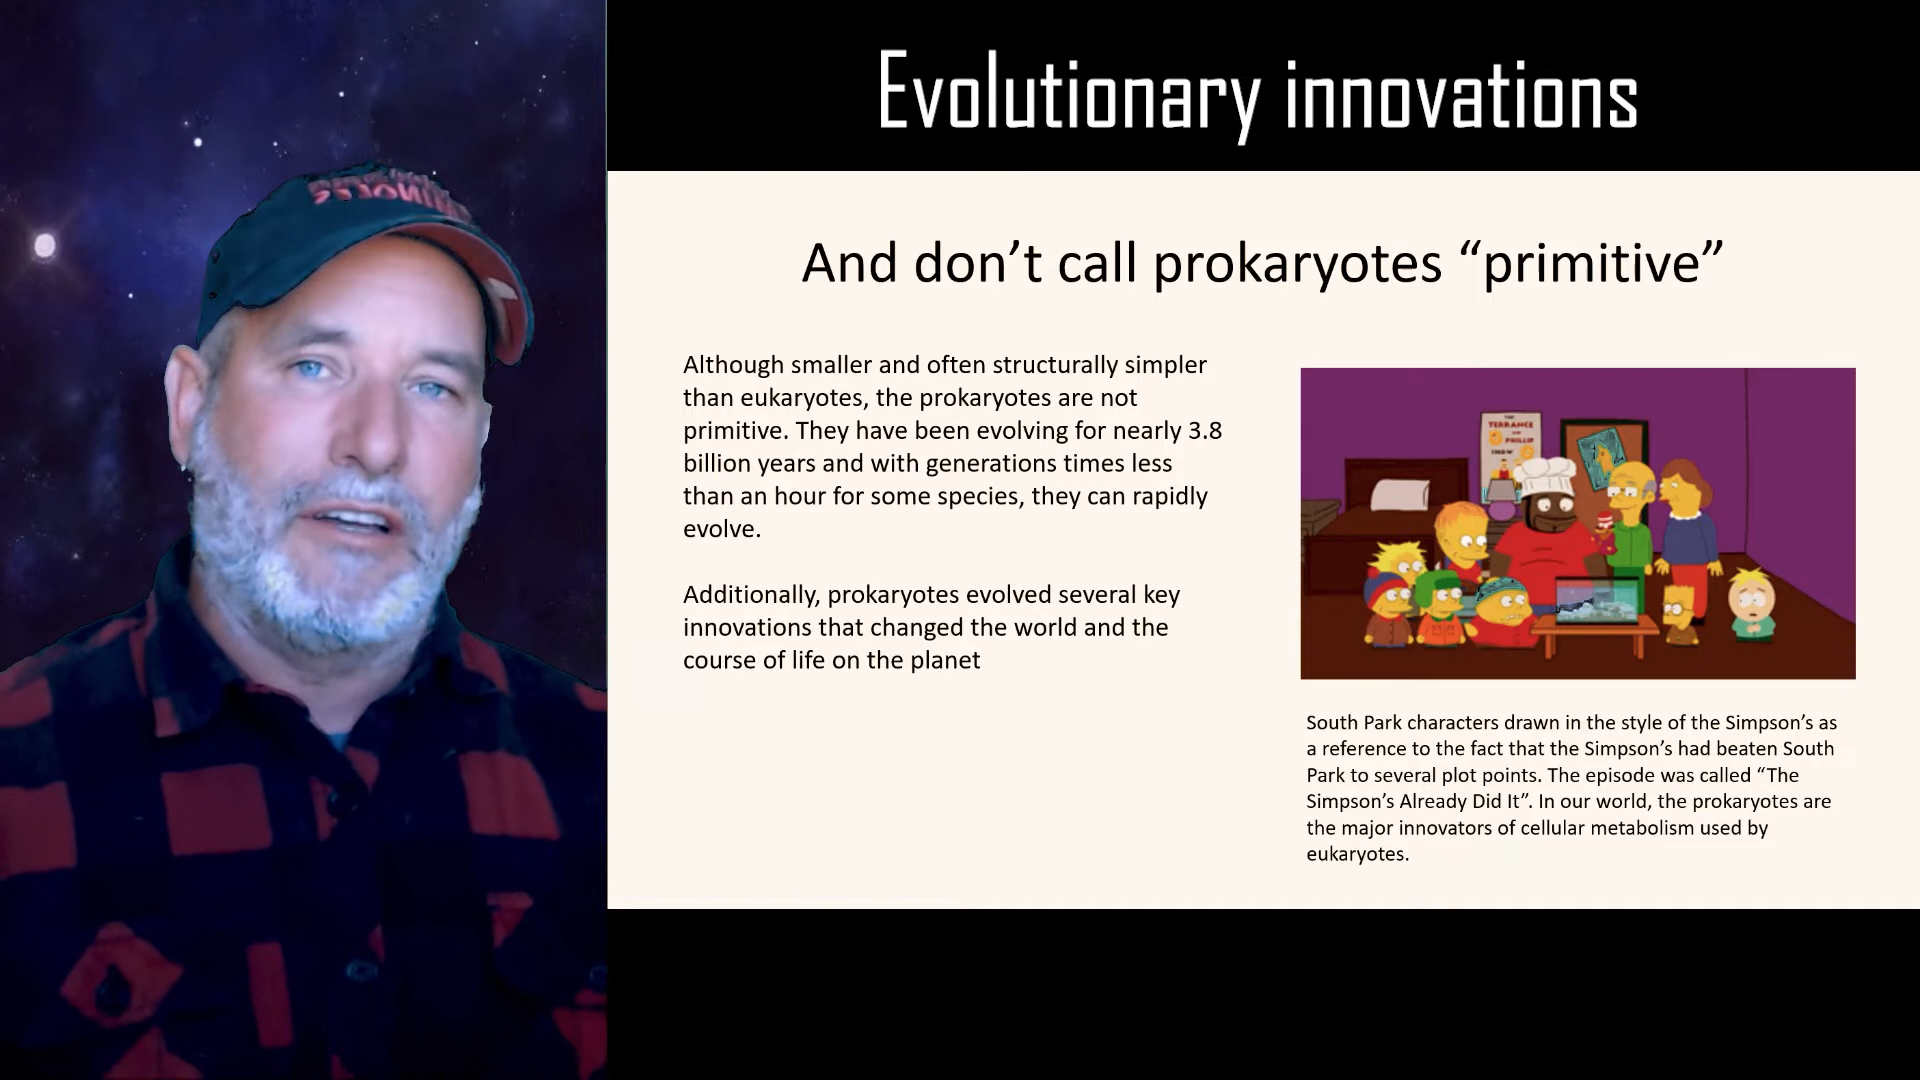 Evolutionary innovations
And don’t call prokaryotes “primitive”
Although smaller and often structurally simpler
than eukaryotes, the prokaryotes are not
primitive. They have been evolving for nearly 3.8
billion years and with generations times less
than an hour for some species, they can rapidly
evolve.
Additionally, prokaryotes evolved several key
innovations that changed the world and the
course of life on the planet
THE
TERRANCE
AND
PHILLIP
SHOW
South Park characters drawn in the style of the Simpson’s as
a reference to the fact that the Simpson’s had beaten South
Park to several plot points. The episode was called “The
Simpson’s Already Did It”. In our world, the prokaryotes are
the major innovators of cellular metabolism used by
eukaryotes.